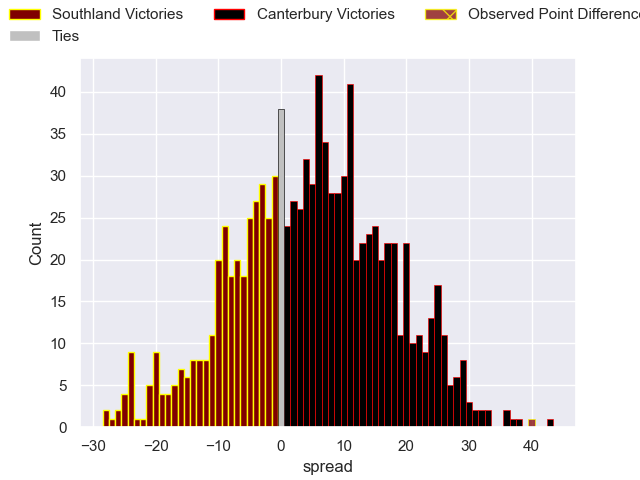 Southland Victories
Canterbury Victories
Observed Point Difference
Ties
Count
40
35
30
25
20
15
10
5
0
−30
−20
−10
0
10
20
30
40
spread